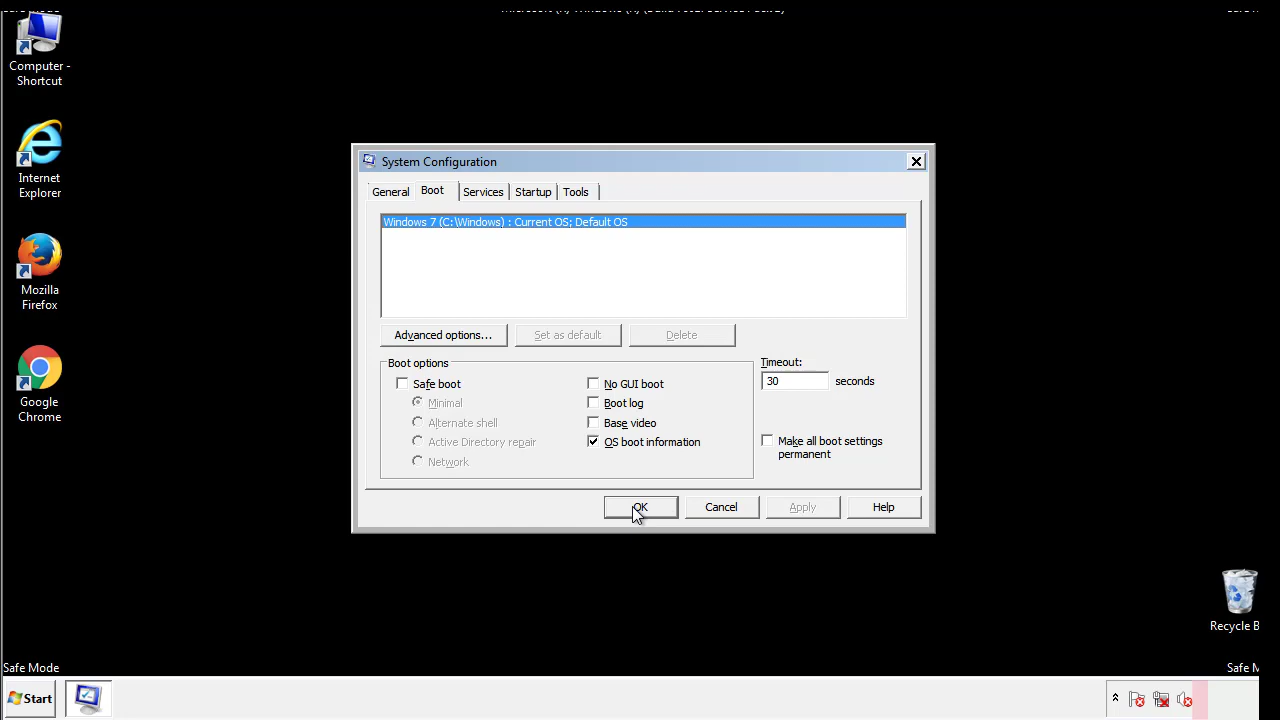 Computer -
Shortcut
Internet
Explorer
Mozilla
Firefox
Google
Chrome
System Configuration
General Boot Services Startup Tools
Windows 7 (C:\Windows) : Current OS; Default OS
Advanced options... Set as default Delete
Boot options
Safe boot
Minimal
Alternate shell
Active Directory repair
Network
No GUI boot
Boot log
Base video
OS boot information
Timeout:
30 seconds
Make all boot settings
permanent
OK Cancel Apply Help
Recycle B
Safe Mode Safe M
Start